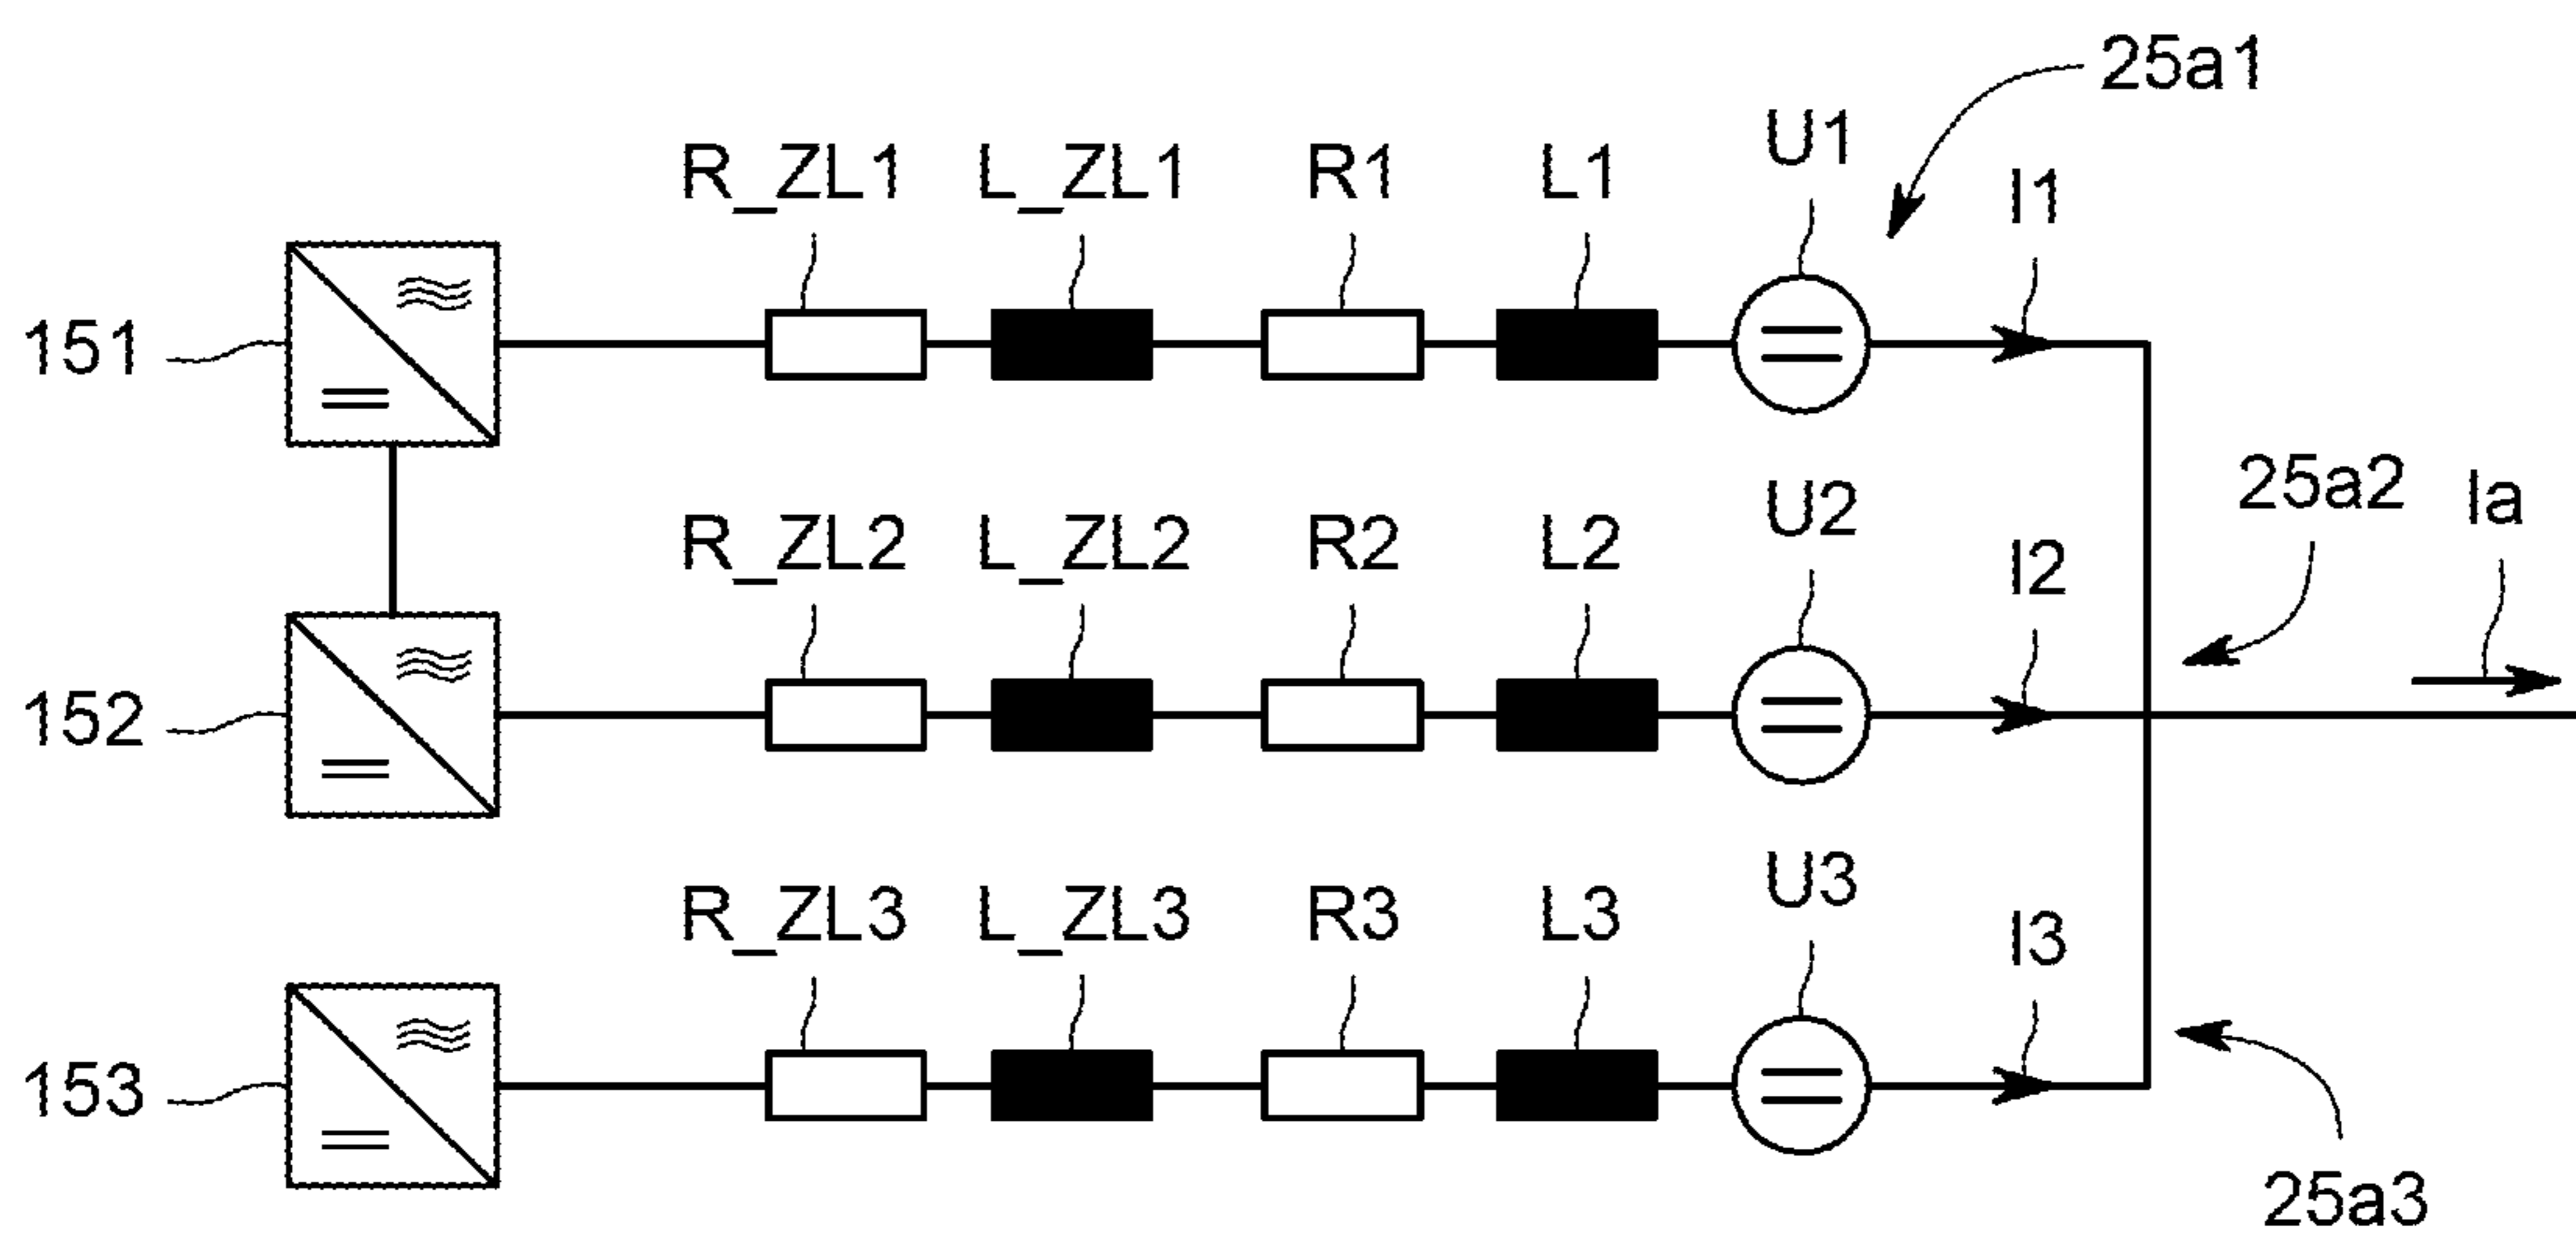 25a1
R_ZL1 L_ZL1 R1 L1 U1 I1
151
25a2 Ia
R_ZL2 L_ZL2 R2 L2 U2 I2
152
R_ZL3 L_ZL3 R3 L3 U3 I3
153
25a3